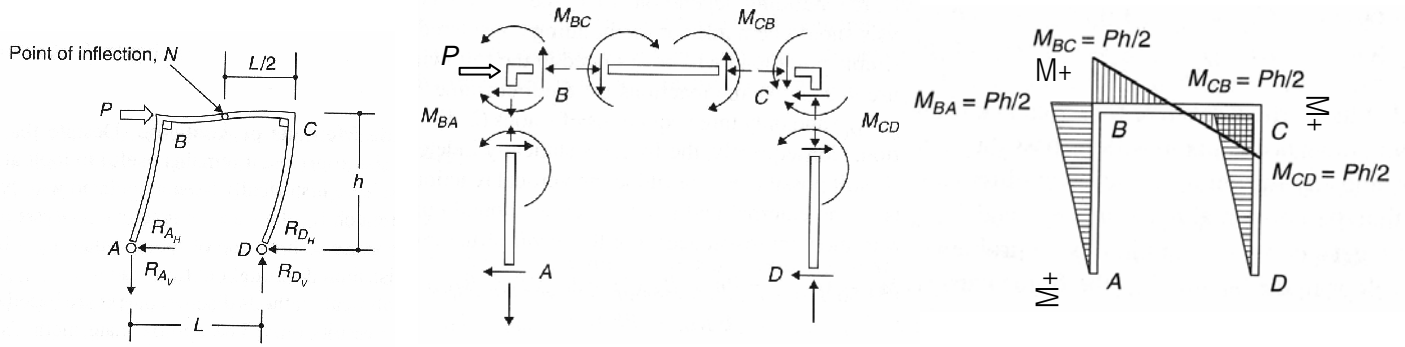 Point of inflection, N
L/2
P
B
C
h
A
R_{A_H}
D
R_{D_H}
R_{A_V}
R_{D_V}
L
M_{BC}
M_{CB}
P
B
C
M_{BA}
M_{CD}
A
D
M_{BC} = Ph/2
M+
M_{CB} = Ph/2
M_{BA} = Ph/2
M+
B
C
M_{CD} = Ph/2
M+
A
D